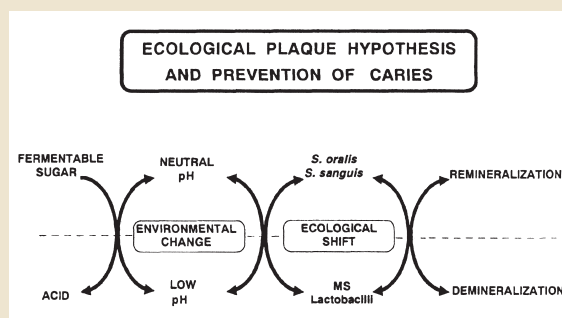 ECOLOGICAL PLAQUE HYPOTHESIS
AND PREVENTION OF CARIES
FERMENTABLE
SUGAR
NEUTRAL
pH
S. oralis
S. sanguis
REMINERALIZATION
ENVIRONMENTAL
CHANGE
ECOLOGICAL
SHIFT
ACID
LOW
pH
MS
Lactobacilli
DEMINERALIZATION